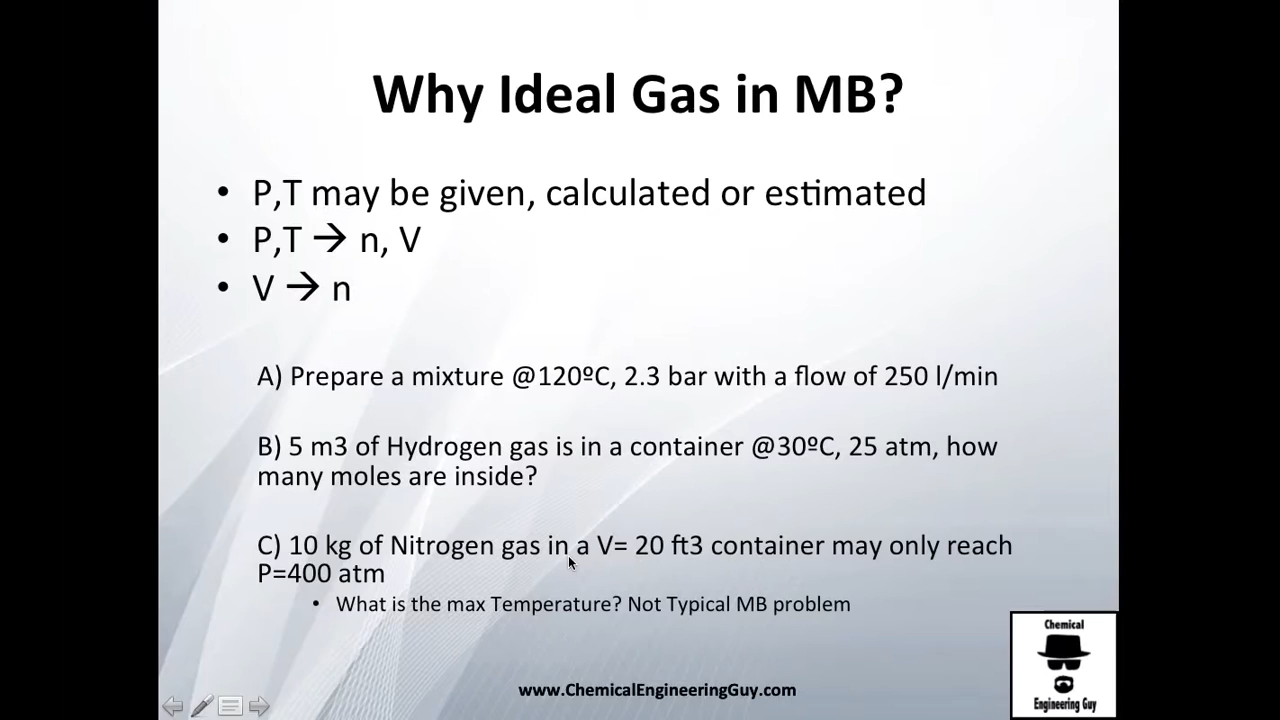 Why Ideal Gas in MB?
• P,T may be given, calculated or estimated
• P,T → n, V
• V → n
A) Prepare a mixture @120ºC, 2.3 bar with a flow of 250 l/min
B) 5 m3 of Hydrogen gas is in a container @30ºC, 25 atm, how
many moles are inside?
C) 10 kg of Nitrogen gas in a V= 20 ft3 container may only reach
P=400 atm
• What is the max Temperature? Not Typical MB problem
Chemical
Engineering Guy
www.ChemicalEngineeringGuy.com